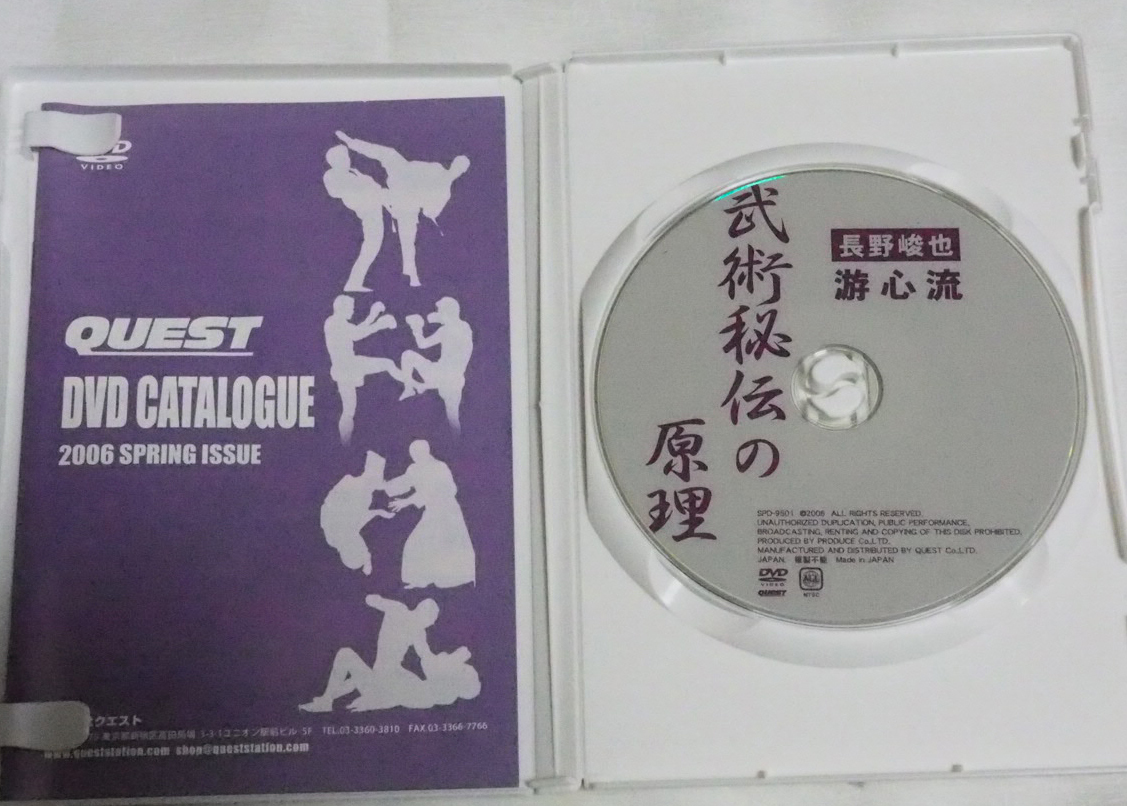 VIDEO
QUEST
DVD CATALOGUE
2006 SPRING ISSUE
クエスト
TEL.03-3360-3810 FAX.03-3366-7766
www.queststation.com shop@queststation.com
武術秘伝の
原理
長野峻也
游心流
SPD-9501 ©2006 ALL RIGHTS RESERVED.
UNAUTHORIZED DUPLICATION, PUBLIC PERFORMANCE,
BROADCASTING, RENTING AND COPYING OF THIS DISK PROHIBITED.
PRODUCED BY PRODUCE Co.,LTD.
MANUFACTURED AND DISTRIBUTED BY QUEST Co.,LTD.
JAPAN. 複製不能 Made in JAPAN
DVD
VIDEO
QUEST
ALL
NTSC